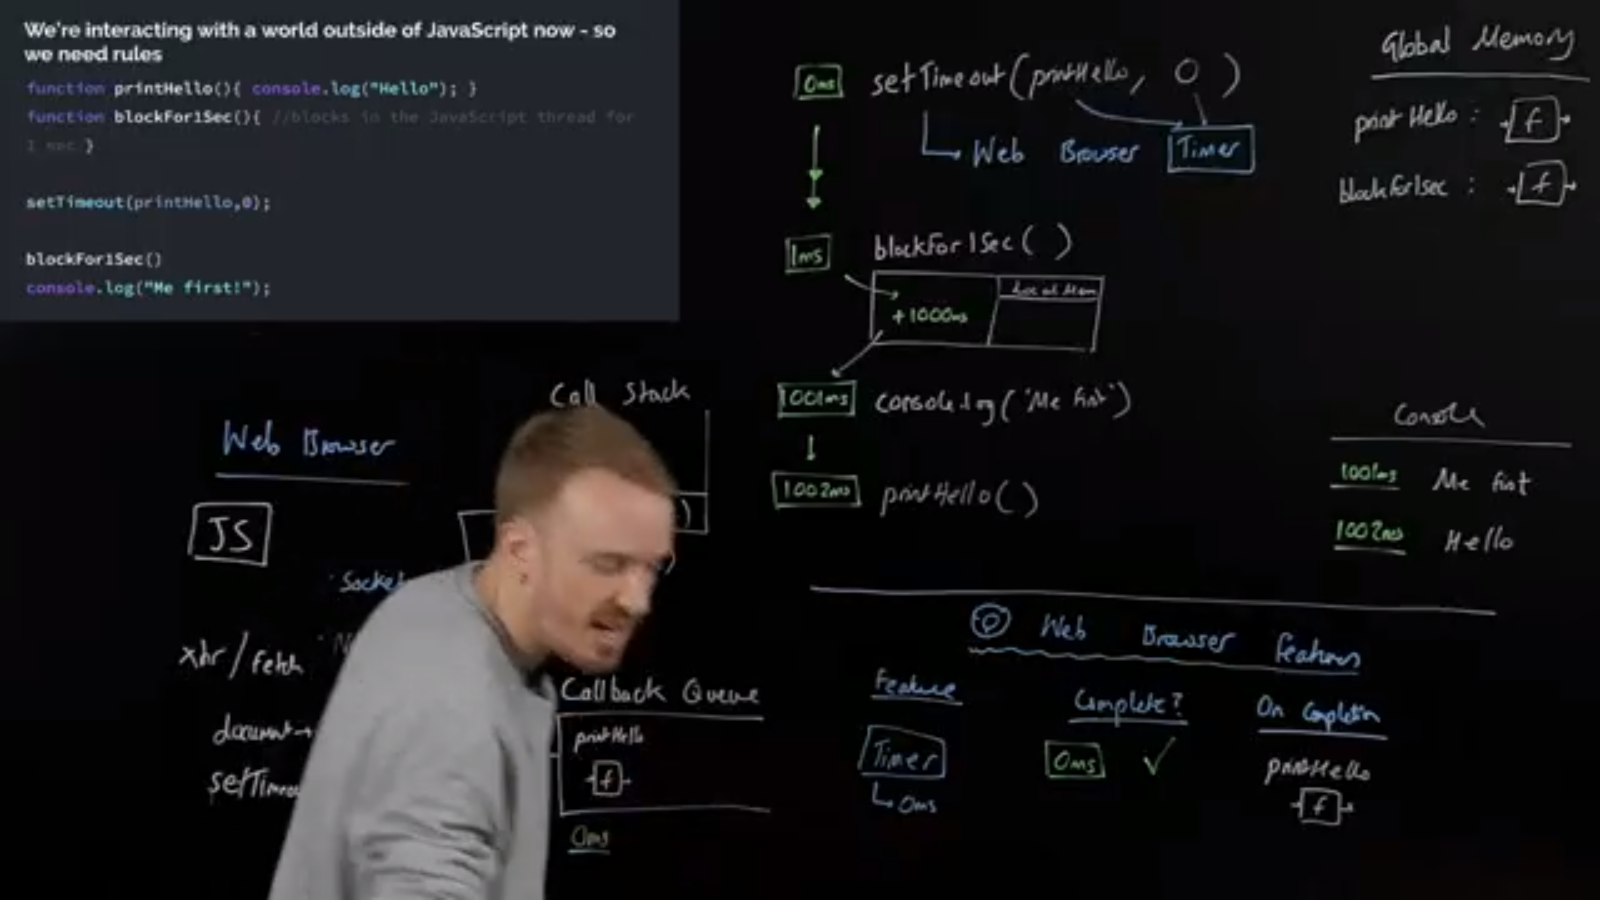 We're interacting with a world outside of JavaScript now - so
we need rules
function printHello(){ console.log("Hello"); }
function blockFor1Sec(){ //blocks in the JavaScript thread for
1 sec }
setTimeout(printHello,0);
blockFor1Sec()
console.log("Me first!");
0ms setTimeout(printHello, 0)
Web Browser Timer
1ms blockFor1Sec( )
Local Mem
+1000ms
1001ms console.log('Me first')
1002ms printHello( )
Global Memory
printHello : f
blockFor1sec : f
Console
1001ms Me first
1002ms Hello
Web Browser
JS
Socket
xhr/fetch
document
Call Stack
)
Callback Queue
printHello
f
0ms
Web Browser Features
Feature Complete? On Completion
Timer 0ms ✓ printHello
0ms f